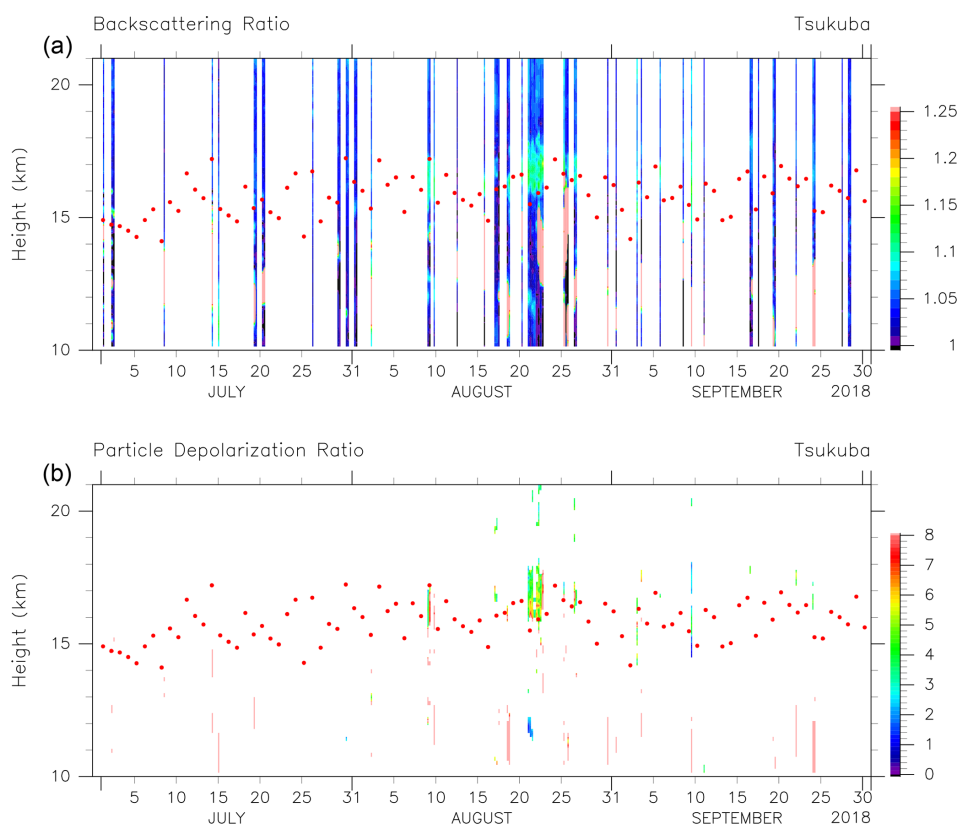 Backscattering Ratio Tsukuba
(a)
20
15
10
Height (km)
1.25
1.2
1.15
1.1
1.05
1
5 10 15 20 25 31 5 10 15 20 25 31 5 10 15 20 25 30
JULY AUGUST SEPTEMBER 2018
Particle Depolarization Ratio Tsukuba
(b)
20
15
10
Height (km)
8
7
6
5
4
3
2
1
0
5 10 15 20 25 31 5 10 15 20 25 31 5 10 15 20 25 30
JULY AUGUST SEPTEMBER 2018